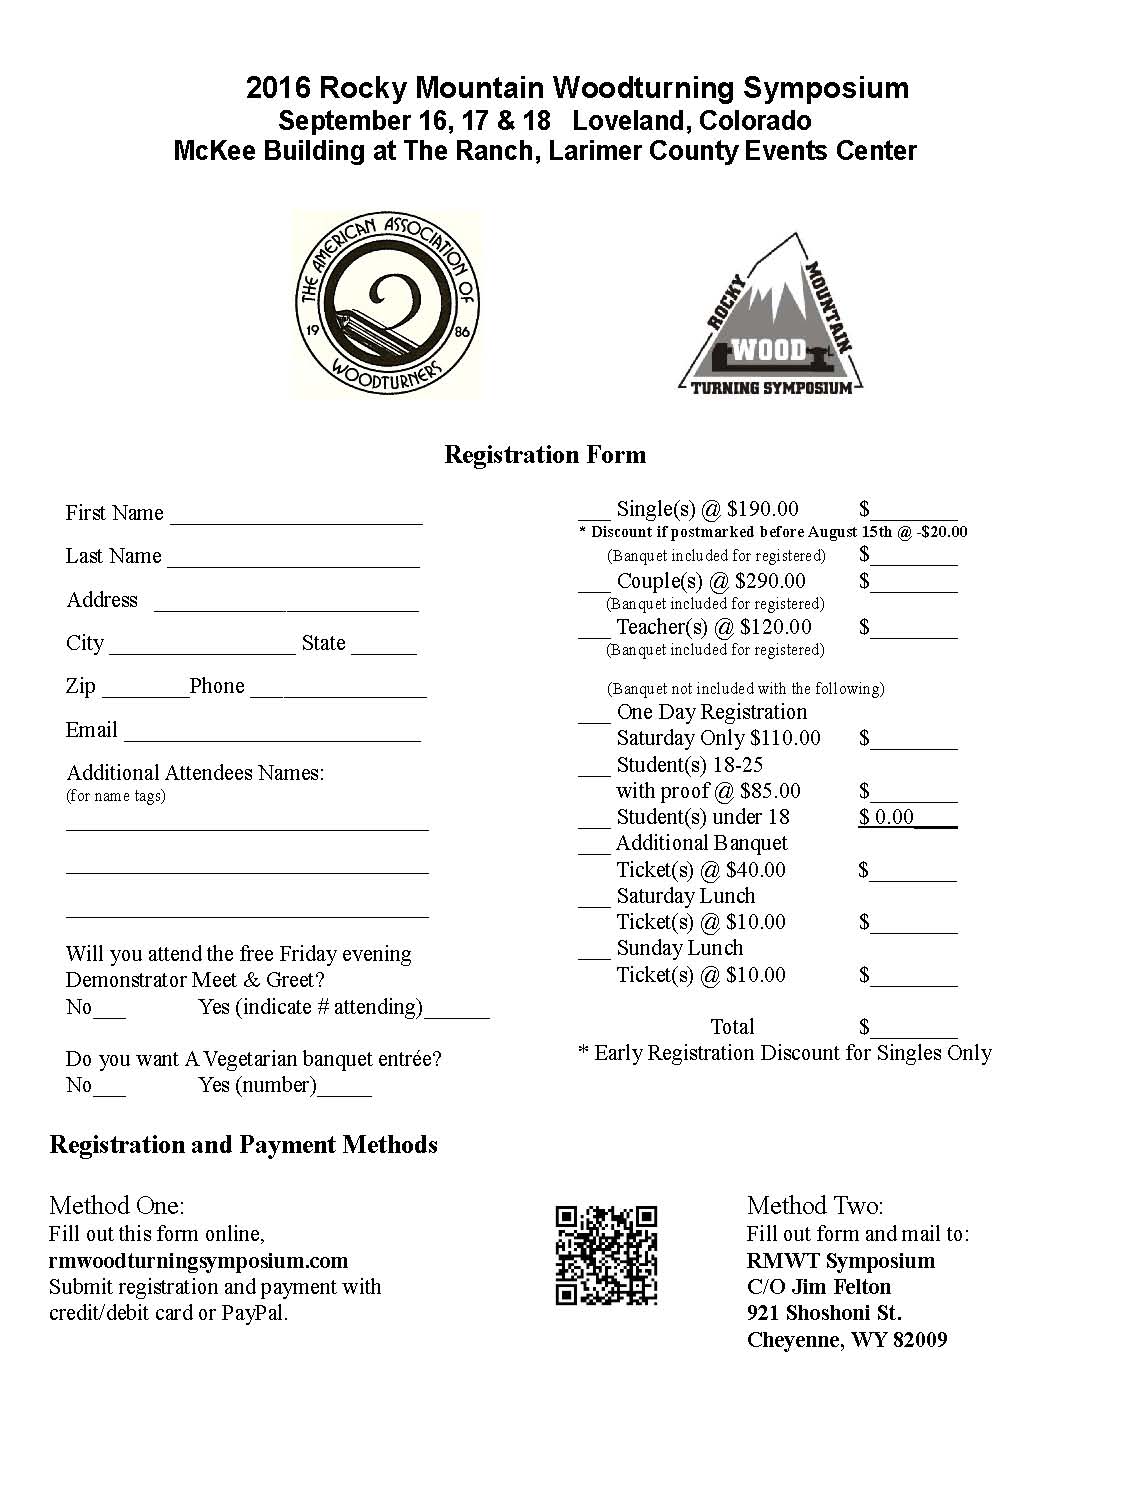 2016 Rocky Mountain Woodturning Symposium
September 16, 17 & 18   Loveland, Colorado
McKee Building at The Ranch, Larimer County Events Center
THE AMERICAN ASSOCIATION OF
19 86
WOODTURNERS
ROCKY MOUNTAIN
WOOD
TURNING SYMPOSIUM
Registration Form
First Name _______________________
Last Name _______________________
Address ________________________
City _________________ State ______
Zip ________Phone ________________
Email ___________________________
Additional Attendees Names:
(for name tags)
_________________________________
_________________________________
_________________________________
Will you attend the free Friday evening
Demonstrator Meet & Greet?
No___ Yes (indicate # attending)______
Do you want A Vegetarian banquet entrée?
No___ Yes (number)_____
___ Single(s) @ $190.00 $________
* Discount if postmarked before August 15th @ -$20.00
(Banquet included for registered) $________
___ Couple(s) @ $290.00 $________
(Banquet included for registered)
___ Teacher(s) @ $120.00 $________
(Banquet included for registered)
(Banquet not included with the following)
___ One Day Registration
Saturday Only $110.00 $________
___ Student(s) 18-25
with proof @ $85.00 $________
___ Student(s) under 18 $ 0.00____
___ Additional Banquet
Ticket(s) @ $40.00 $________
___ Saturday Lunch
Ticket(s) @ $10.00 $________
___ Sunday Lunch
Ticket(s) @ $10.00 $________
Total $________
* Early Registration Discount for Singles Only
Registration and Payment Methods
Method One:
Fill out this form online,
rmwoodturningsymposium.com
Submit registration and payment with
credit/debit card or PayPal.
Method Two:
Fill out form and mail to:
RMWT Symposium
C/O Jim Felton
921 Shoshoni St.
Cheyenne, WY 82009